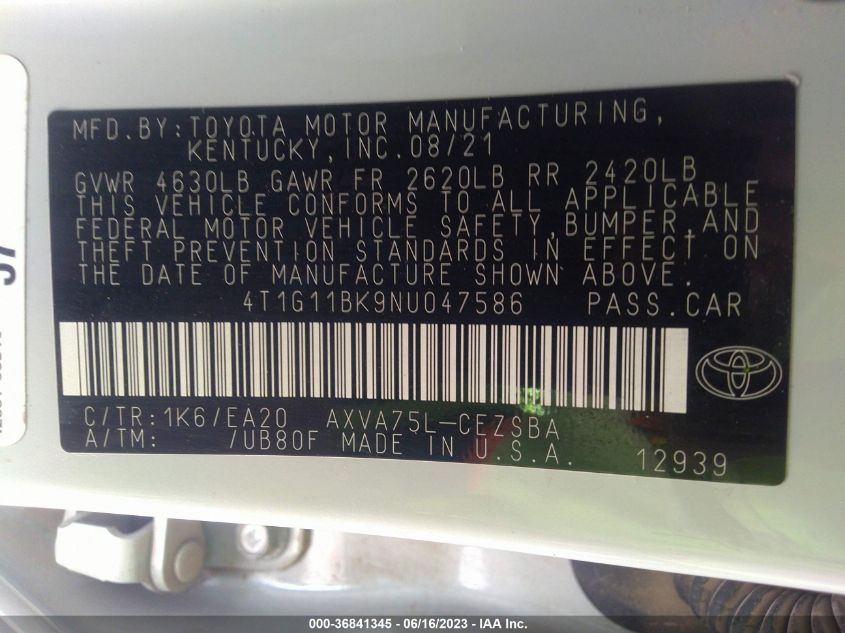 MFD.BY:TOYOTA MOTOR MANUFACTURING,
KENTUCKY,INC.08/21
GVWR 4630LB GAWR FR 2620LB RR 2420LB
THIS VEHICLE CONFORMS TO ALL APPLICABLE
FEDERAL MOTOR VEHICLE SAFETY,BUMPER,AND
THEFT PREVENTION STANDARDS IN EFFECT ON
THE DATE OF MANUFACTURE SHOWN ABOVE.
4T1G11BK9NU047586 PASS.CAR
C/TR:1K6/EA20 AXVA75L-CEZSBA
A/TM: /UB80F MADE IN U.S.A. 12939
000-36841345 - 06/16/2023 - IAA Inc.